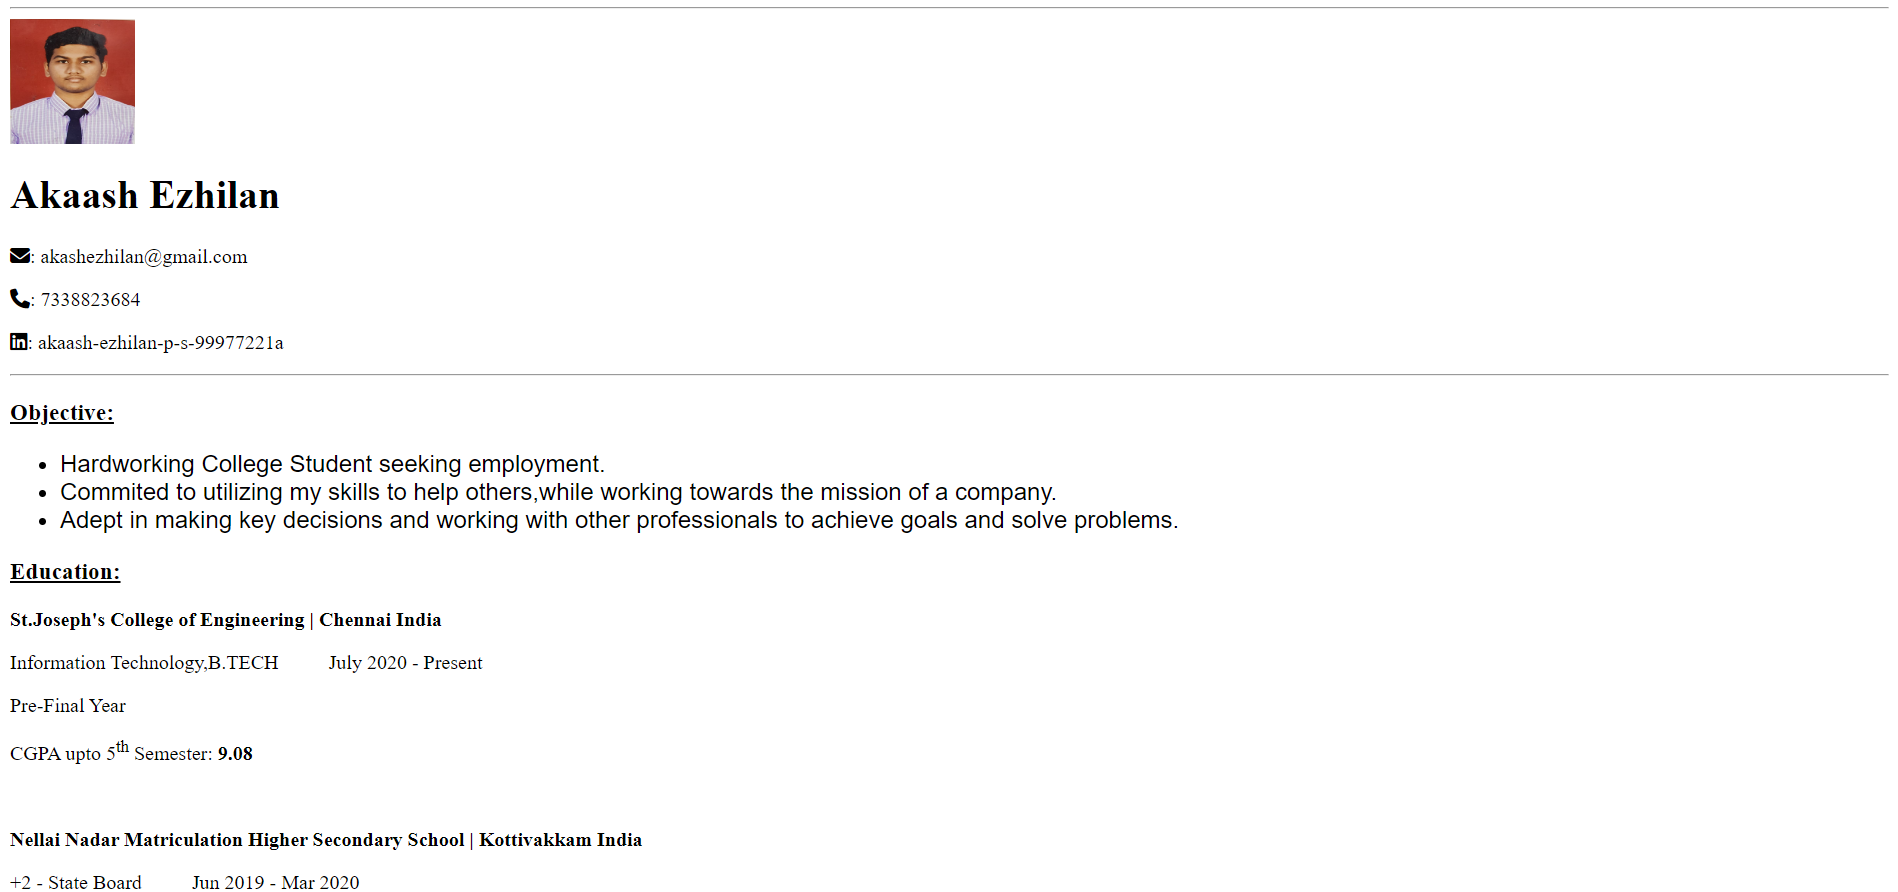 Akaash Ezhilan
: akashezhilan@gmail.com
: 7338823684
in: akaash-ezhilan-p-s-99977221a
Objective:
• Hardworking College Student seeking employment.
• Commited to utilizing my skills to help others,while working towards the mission of a company.
• Adept in making key decisions and working with other professionals to achieve goals and solve problems.
Education:
St.Joseph's College of Engineering | Chennai India
Information Technology,B.TECH July 2020 - Present
Pre-Final Year
CGPA upto 5th Semester: 9.08
Nellai Nadar Matriculation Higher Secondary School | Kottivakkam India
+2 - State Board Jun 2019 - Mar 2020